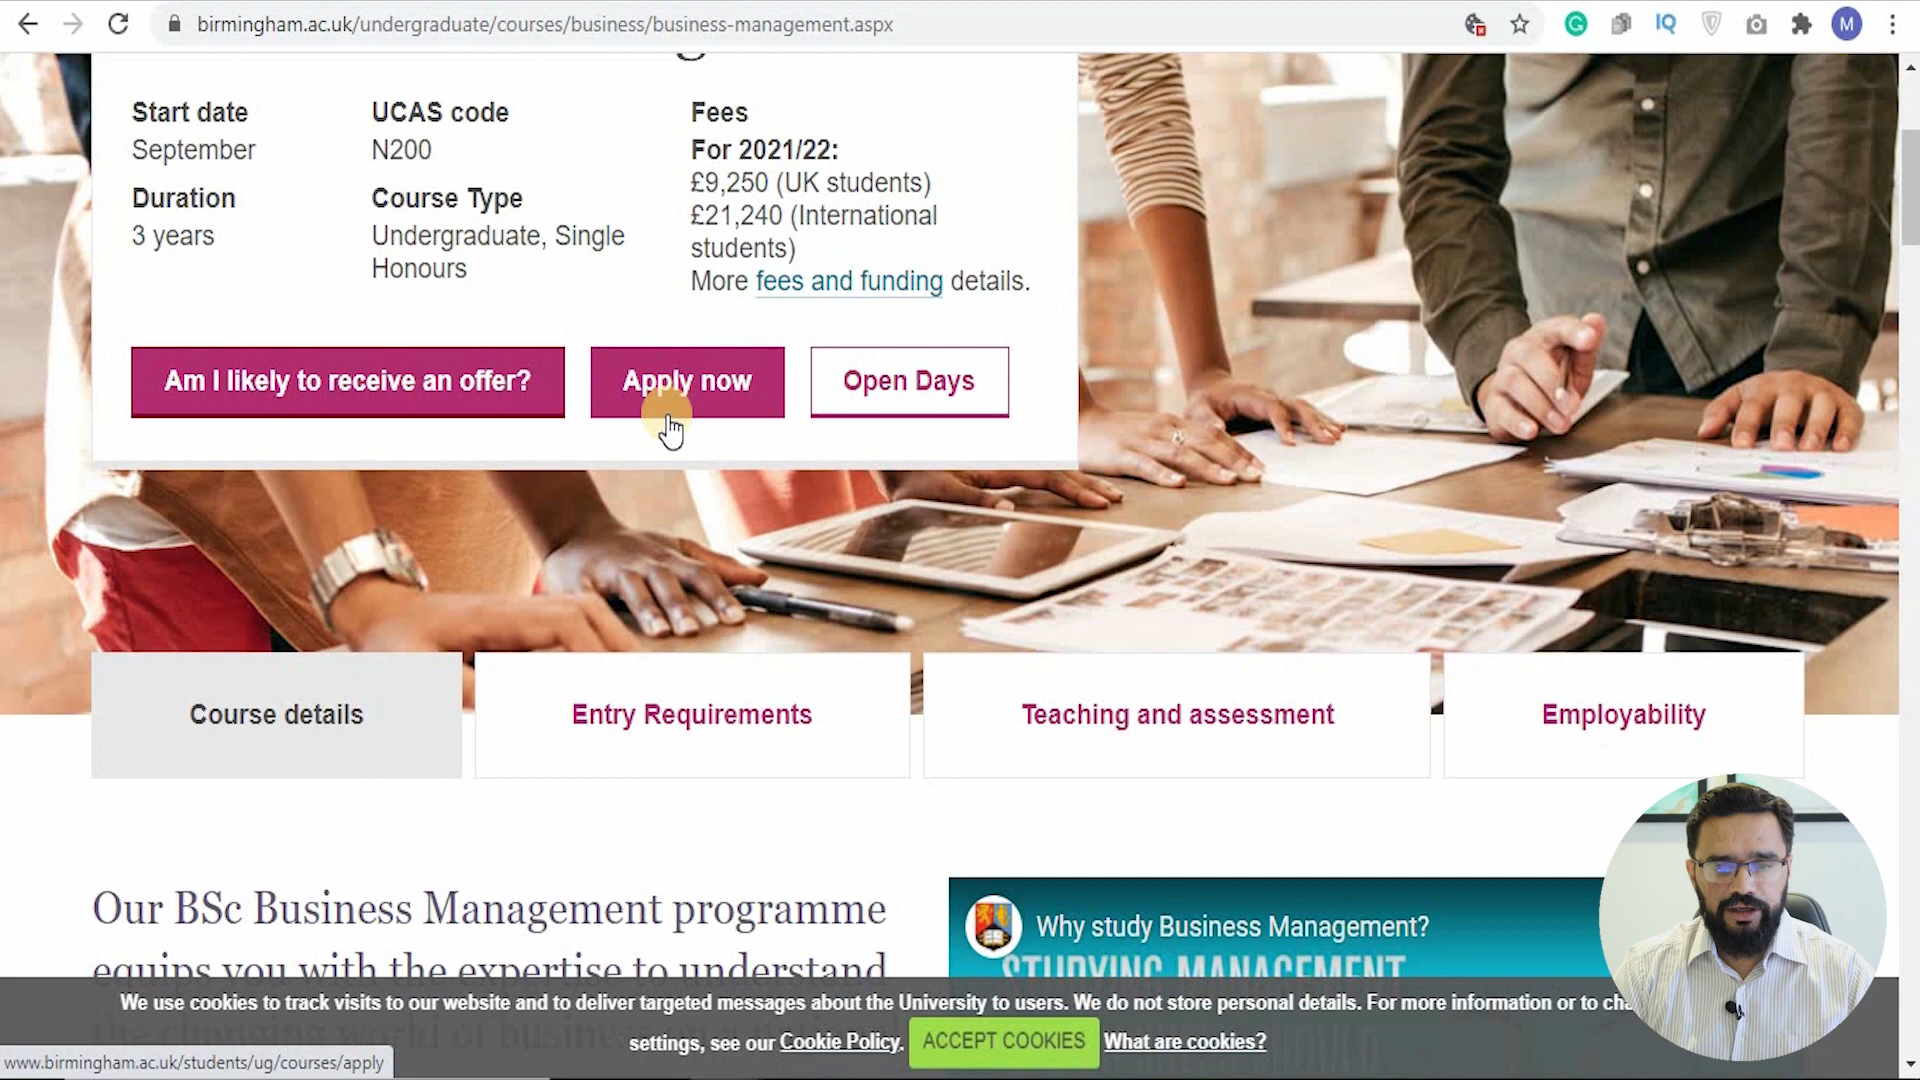 birmingham.ac.uk/undergraduate/courses/business/business-management.aspx
M
Start date
September
Duration
3 years
UCAS code
N200
Course Type
Undergraduate, Single
Honours
Fees
For 2021/22:
£9,250 (UK students)
£21,240 (International
students)
More fees and funding details.
Am I likely to receive an offer?
Apply now
Open Days
Course details
Entry Requirements
Teaching and assessment
Employability
Our BSc Business Management programme
equips you with the expertise to understand
the changing world of business
Why study Business Management?
STUDYING MANAGEMENT
We use cookies to track visits to our website and to deliver targeted messages about the University to users. We do not store personal details. For more information or to
settings, see our Cookie Policy.
ACCEPT COOKIES
What are cookies?
www.birmingham.ac.uk/students/ug/courses/apply